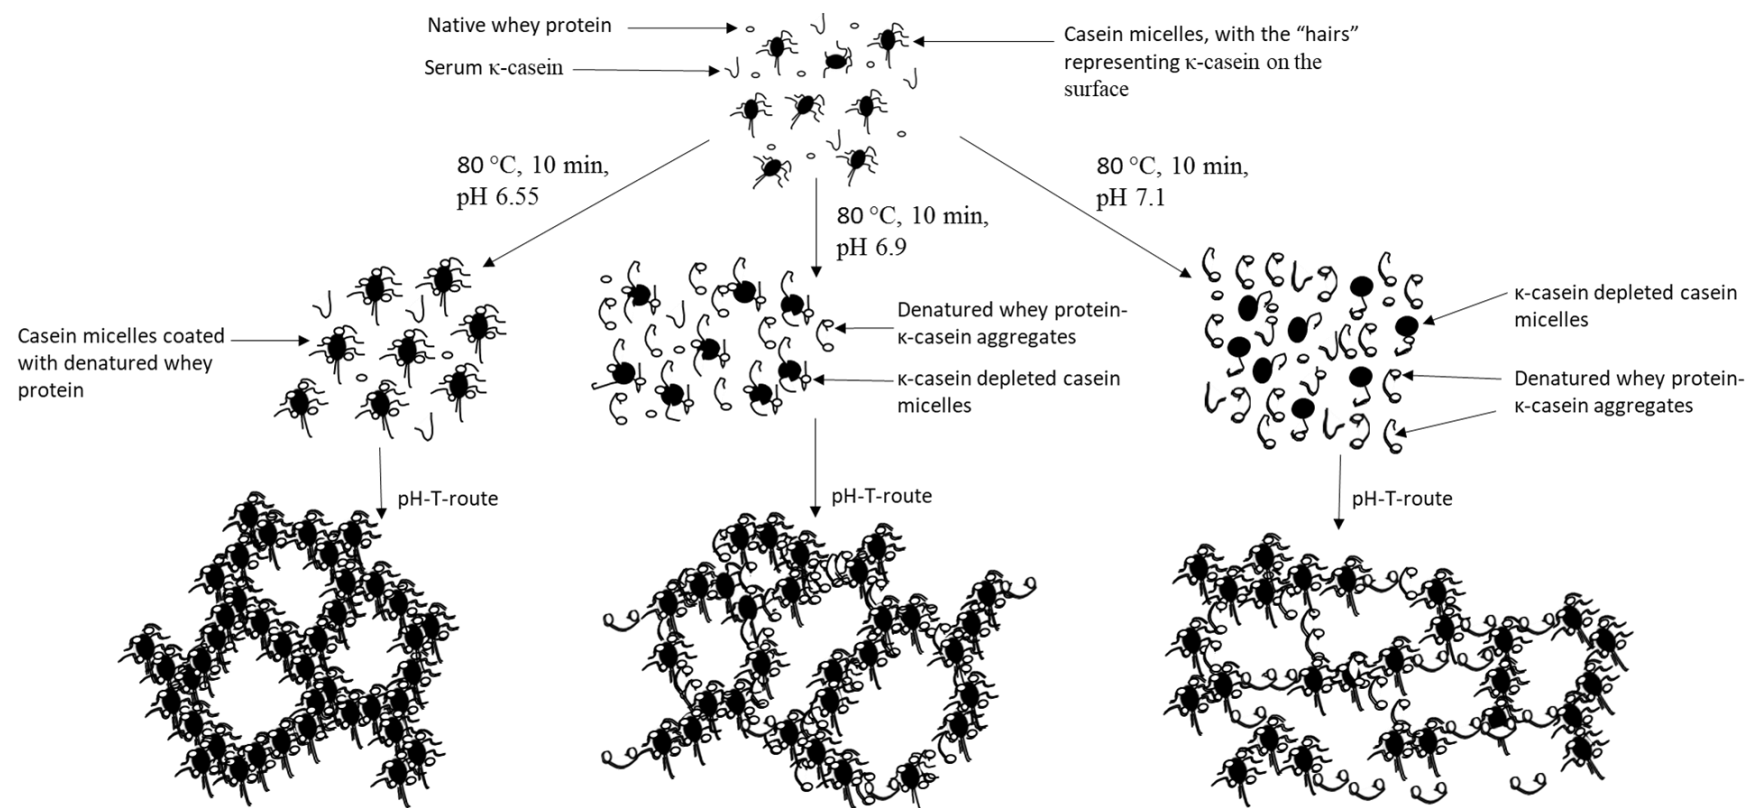 Native whey protein
Serum κ-casein
Casein micelles, with the “hairs”
representing κ-casein on the
surface
80 °C, 10 min,
pH 6.55
80 °C, 10 min,
pH 6.9
80 °C, 10 min,
pH 7.1
Casein micelles coated
with denatured whey
protein
Denatured whey protein-
κ-casein aggregates
κ-casein depleted casein
micelles
κ-casein depleted casein
micelles
Denatured whey protein-
κ-casein aggregates
pH-T-route
pH-T-route
pH-T-route